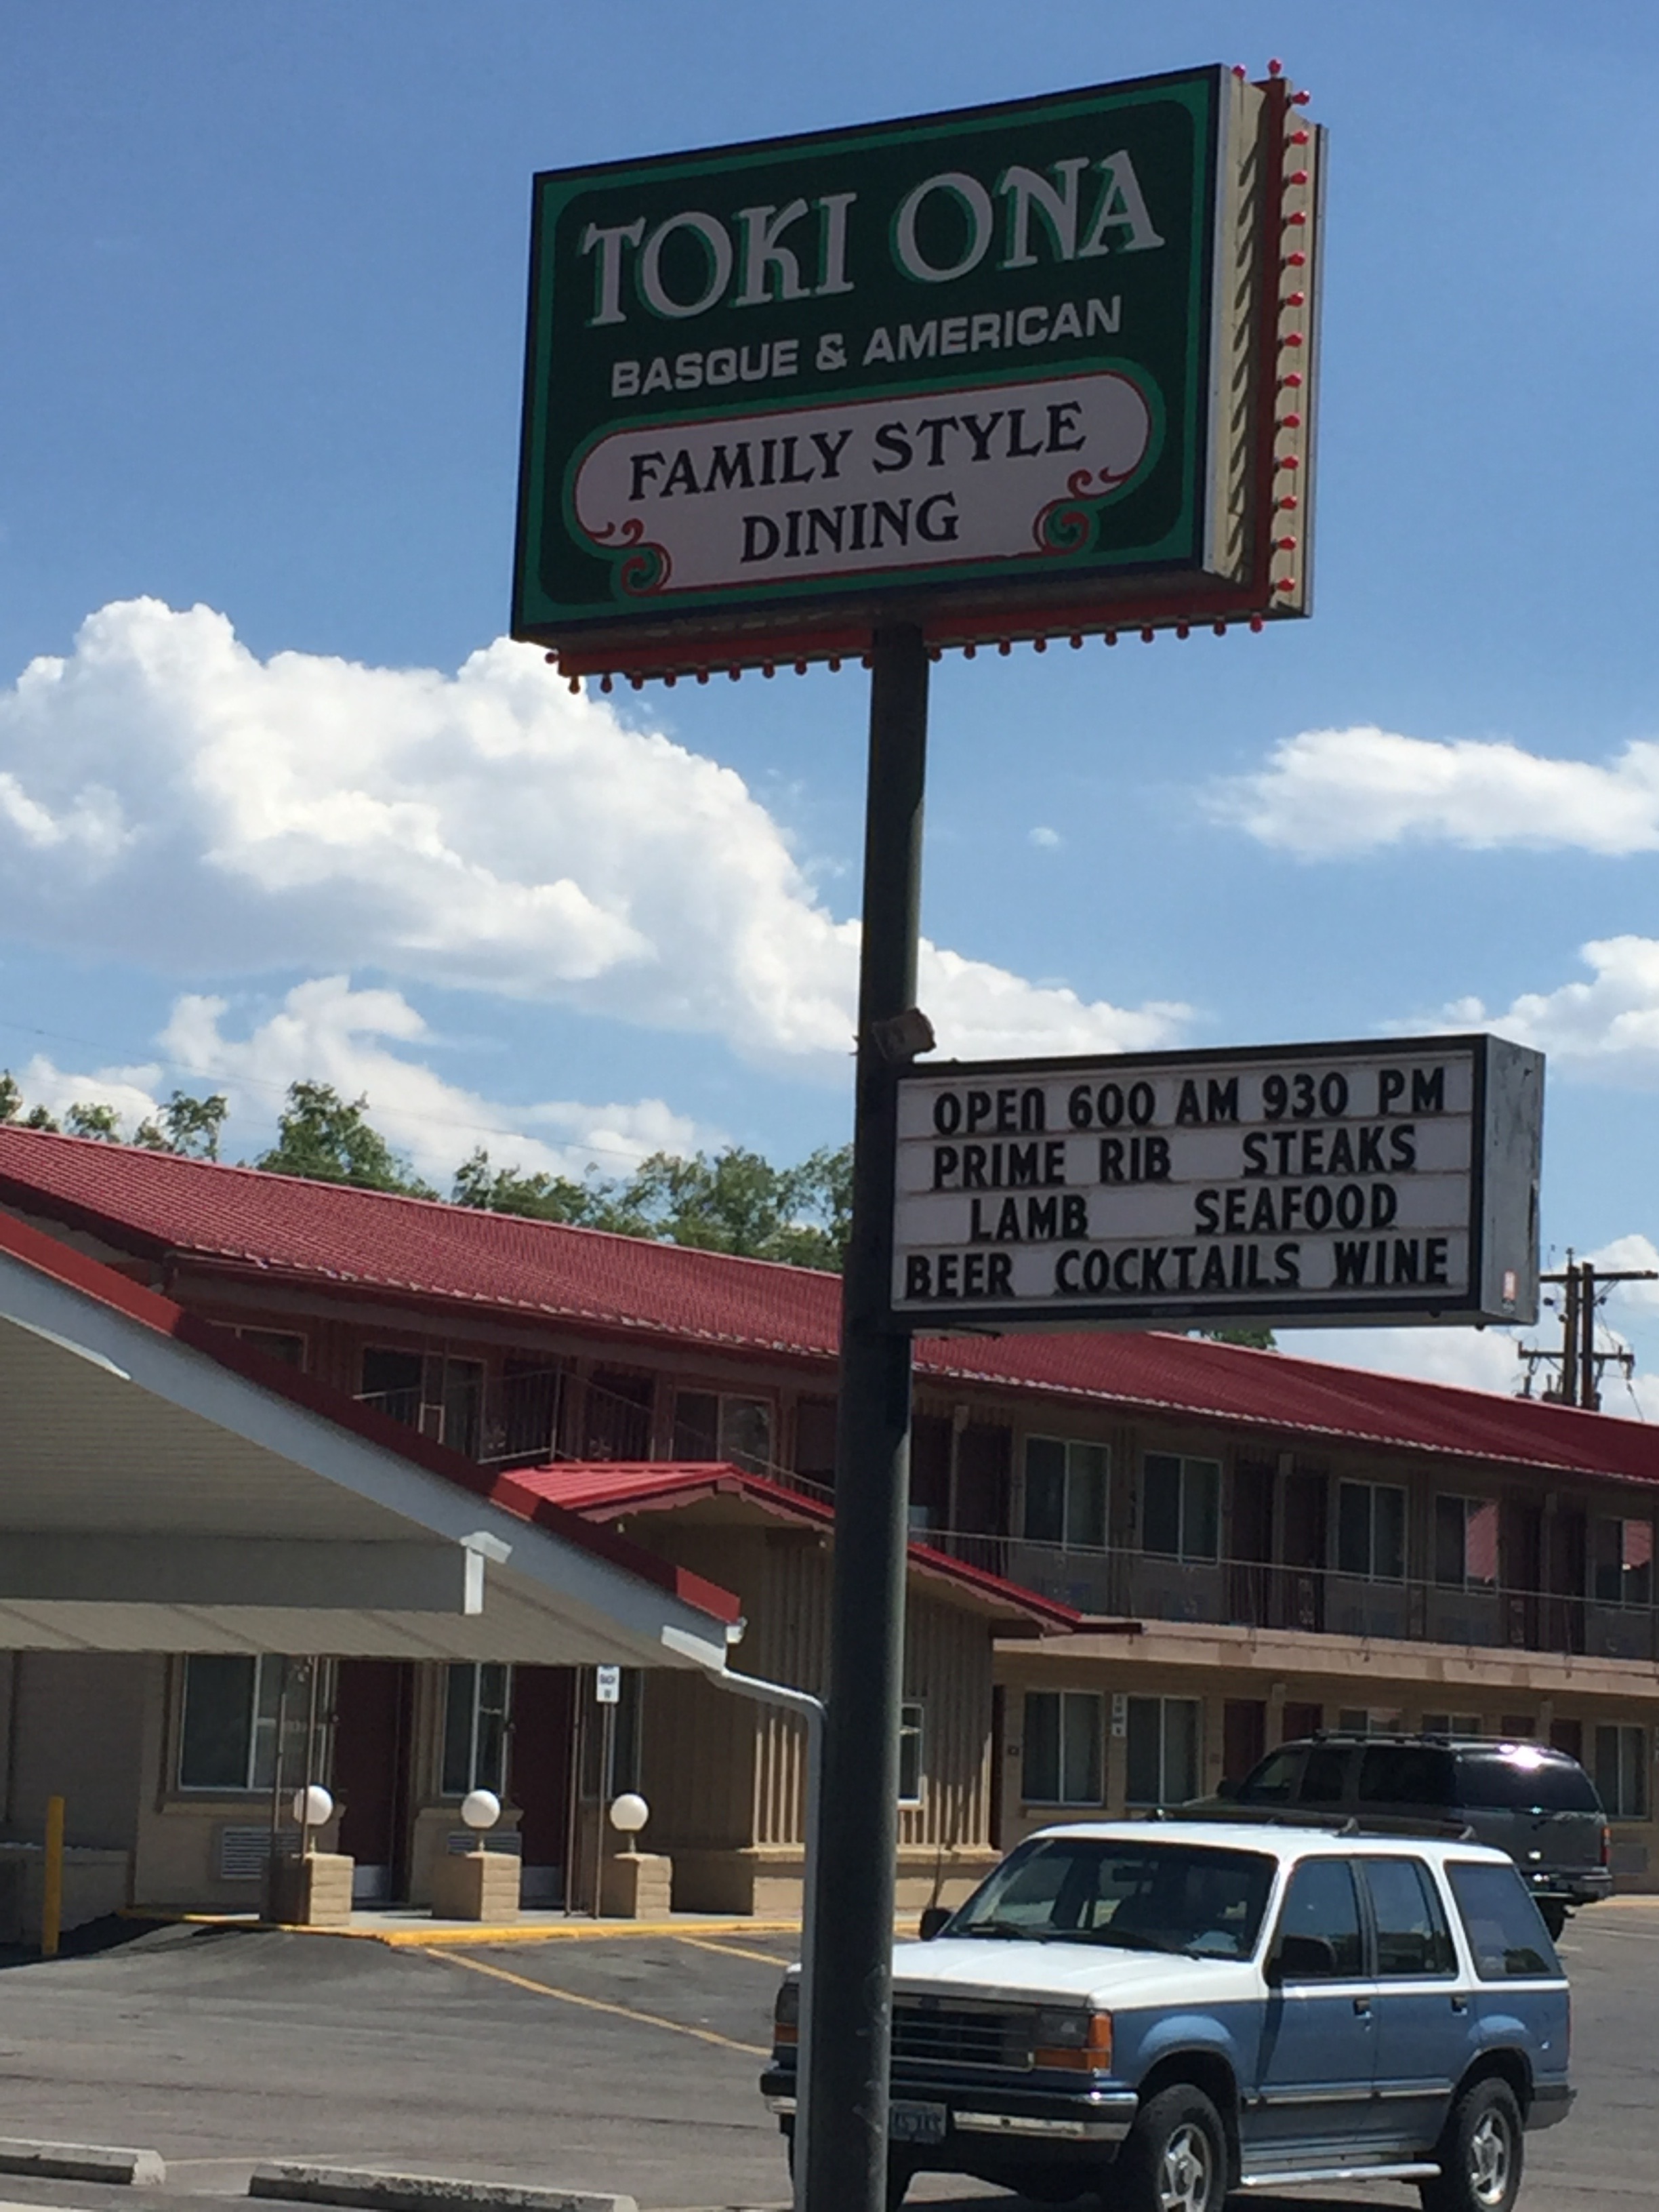 TOKI ONA
BASQUE & AMERICAN
FAMILY STYLE
DINING
OPEN 600 AM 930 PM
PRIME RIB STEAKS
LAMB SEAFOOD
BEER COCKTAILS WINE